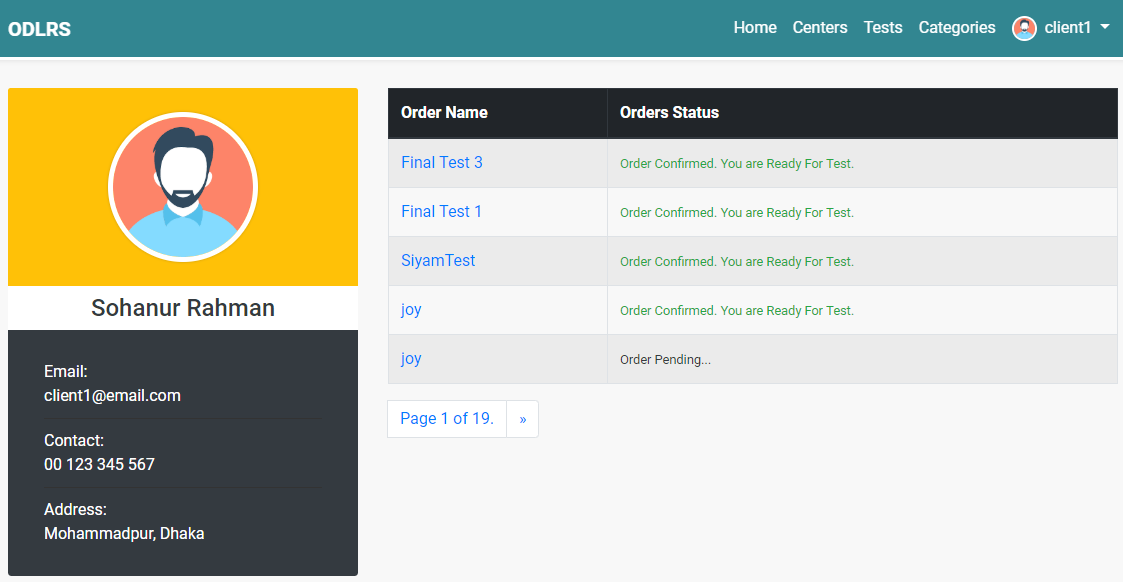 ODLRS
Home Centers Tests Categories client1
Sohanur Rahman
Email:
client1@email.com
Contact:
00 123 345 567
Address:
Mohammadpur, Dhaka
Order Name Orders Status
Final Test 3 Order Confirmed. You are Ready For Test.
Final Test 1 Order Confirmed. You are Ready For Test.
SiyamTest Order Confirmed. You are Ready For Test.
joy Order Confirmed. You are Ready For Test.
joy Order Pending...
Page 1 of 19. »